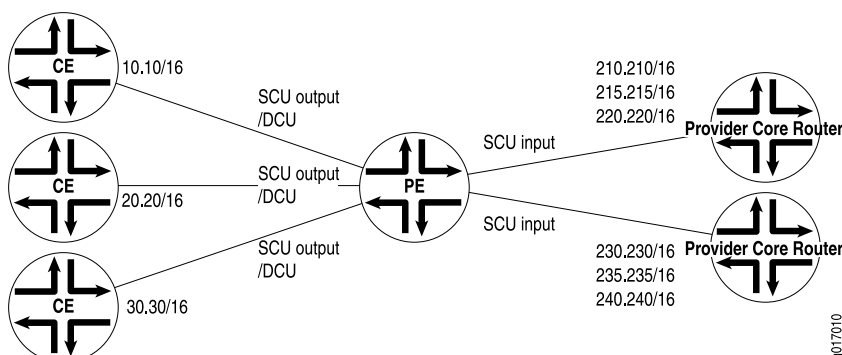 CE
10.10/16
SCU output
/DCU
CE
20.20/16
SCU output
/DCU
CE
30.30/16
SCU output
/DCU
PE
SCU input
SCU input
210.210/16
215.215/16
220.220/16
Provider Core Router
230.230/16
235.235/16
240.240/16
Provider Core Router
017010